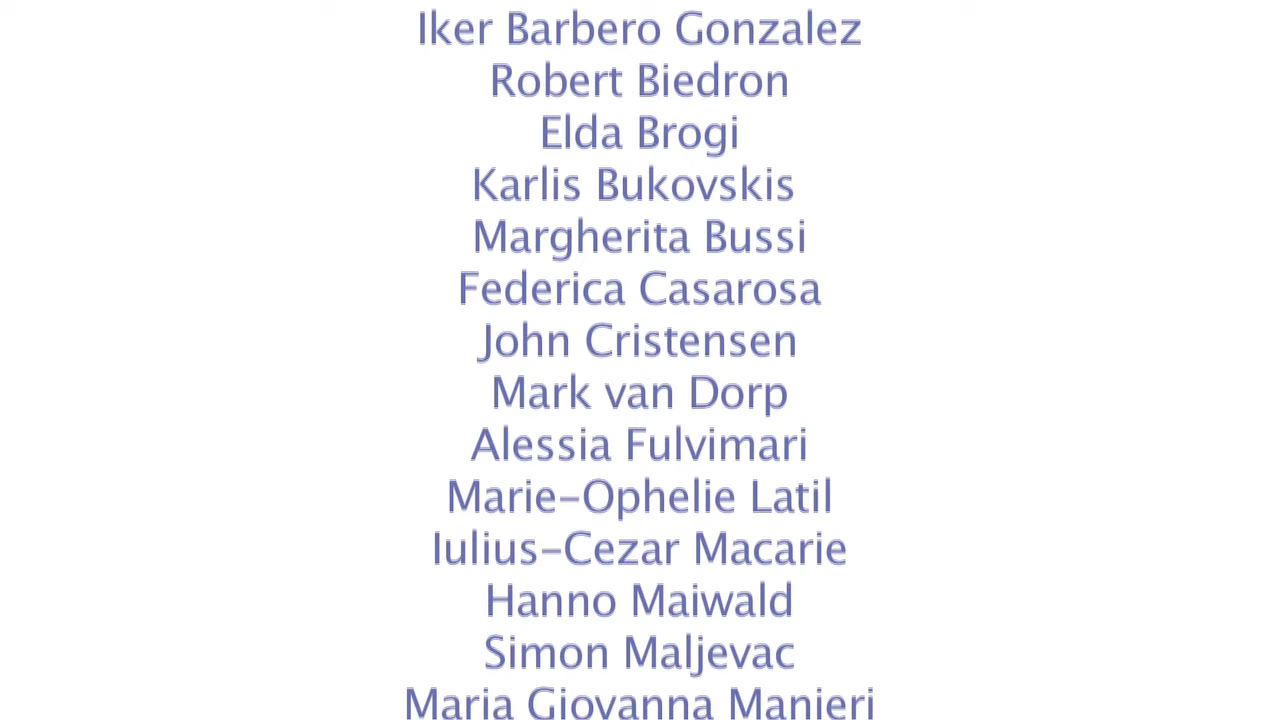 Iker Barbero Gonzalez
Robert Biedron
Elda Brogi
Karlis Bukovskis
Margherita Bussi
Federica Casarosa
John Cristensen
Mark van Dorp
Alessia Fulvimari
Marie-Ophelie Latil
Iulius-Cezar Macarie
Hanno Maiwald
Simon Maljevac
Maria Giovanna Manieri